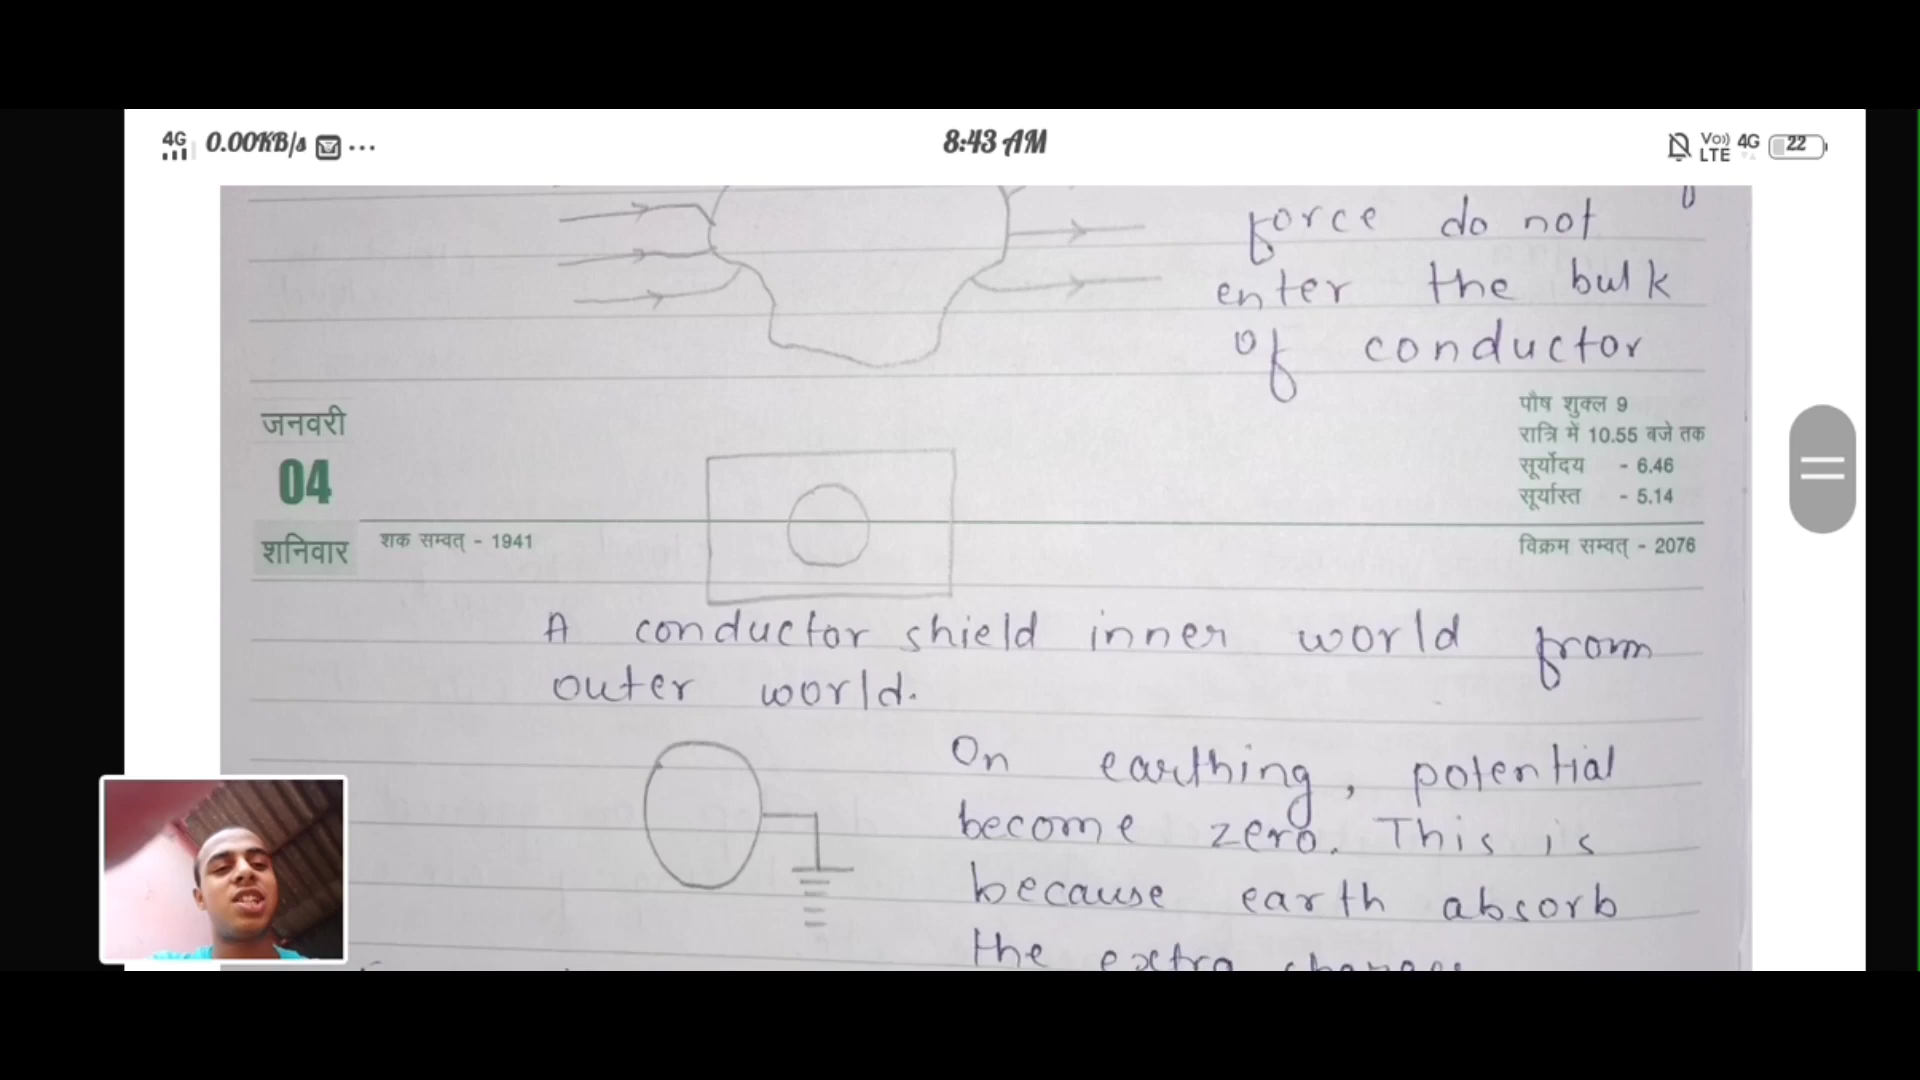 4G 0.00KB/s ... 8:43 AM Vo)) LTE 4G 22
force do not
enter the bulk
of conductor
जनवरी
04
शनिवार
शक सम्वत् - 1941
पौष शुक्ल 9
रात्रि में 10.55 बजे तक
सूर्योदय - 6.46
सूर्यास्त - 5.14
विक्रम सम्वत् - 2076
A conductor shield inner world from
outer world.
On earthing, potential
become zero. This is
because earth absorb
the extra